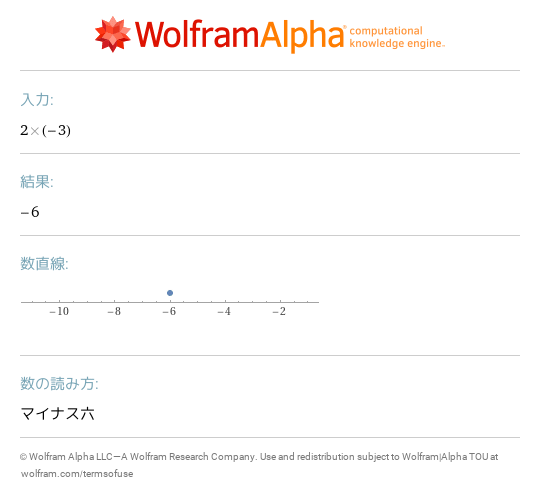 WolframAlpha computational
knowledge engine.
入力:
2×(−3)
結果:
−6
数直線:
−10 −8 −6 −4 −2
数の読み方:
マイナス六
© Wolfram Alpha LLC—A Wolfram Research Company. Use and redistribution subject to Wolfram|Alpha TOU at
wolfram.com/termsofuse